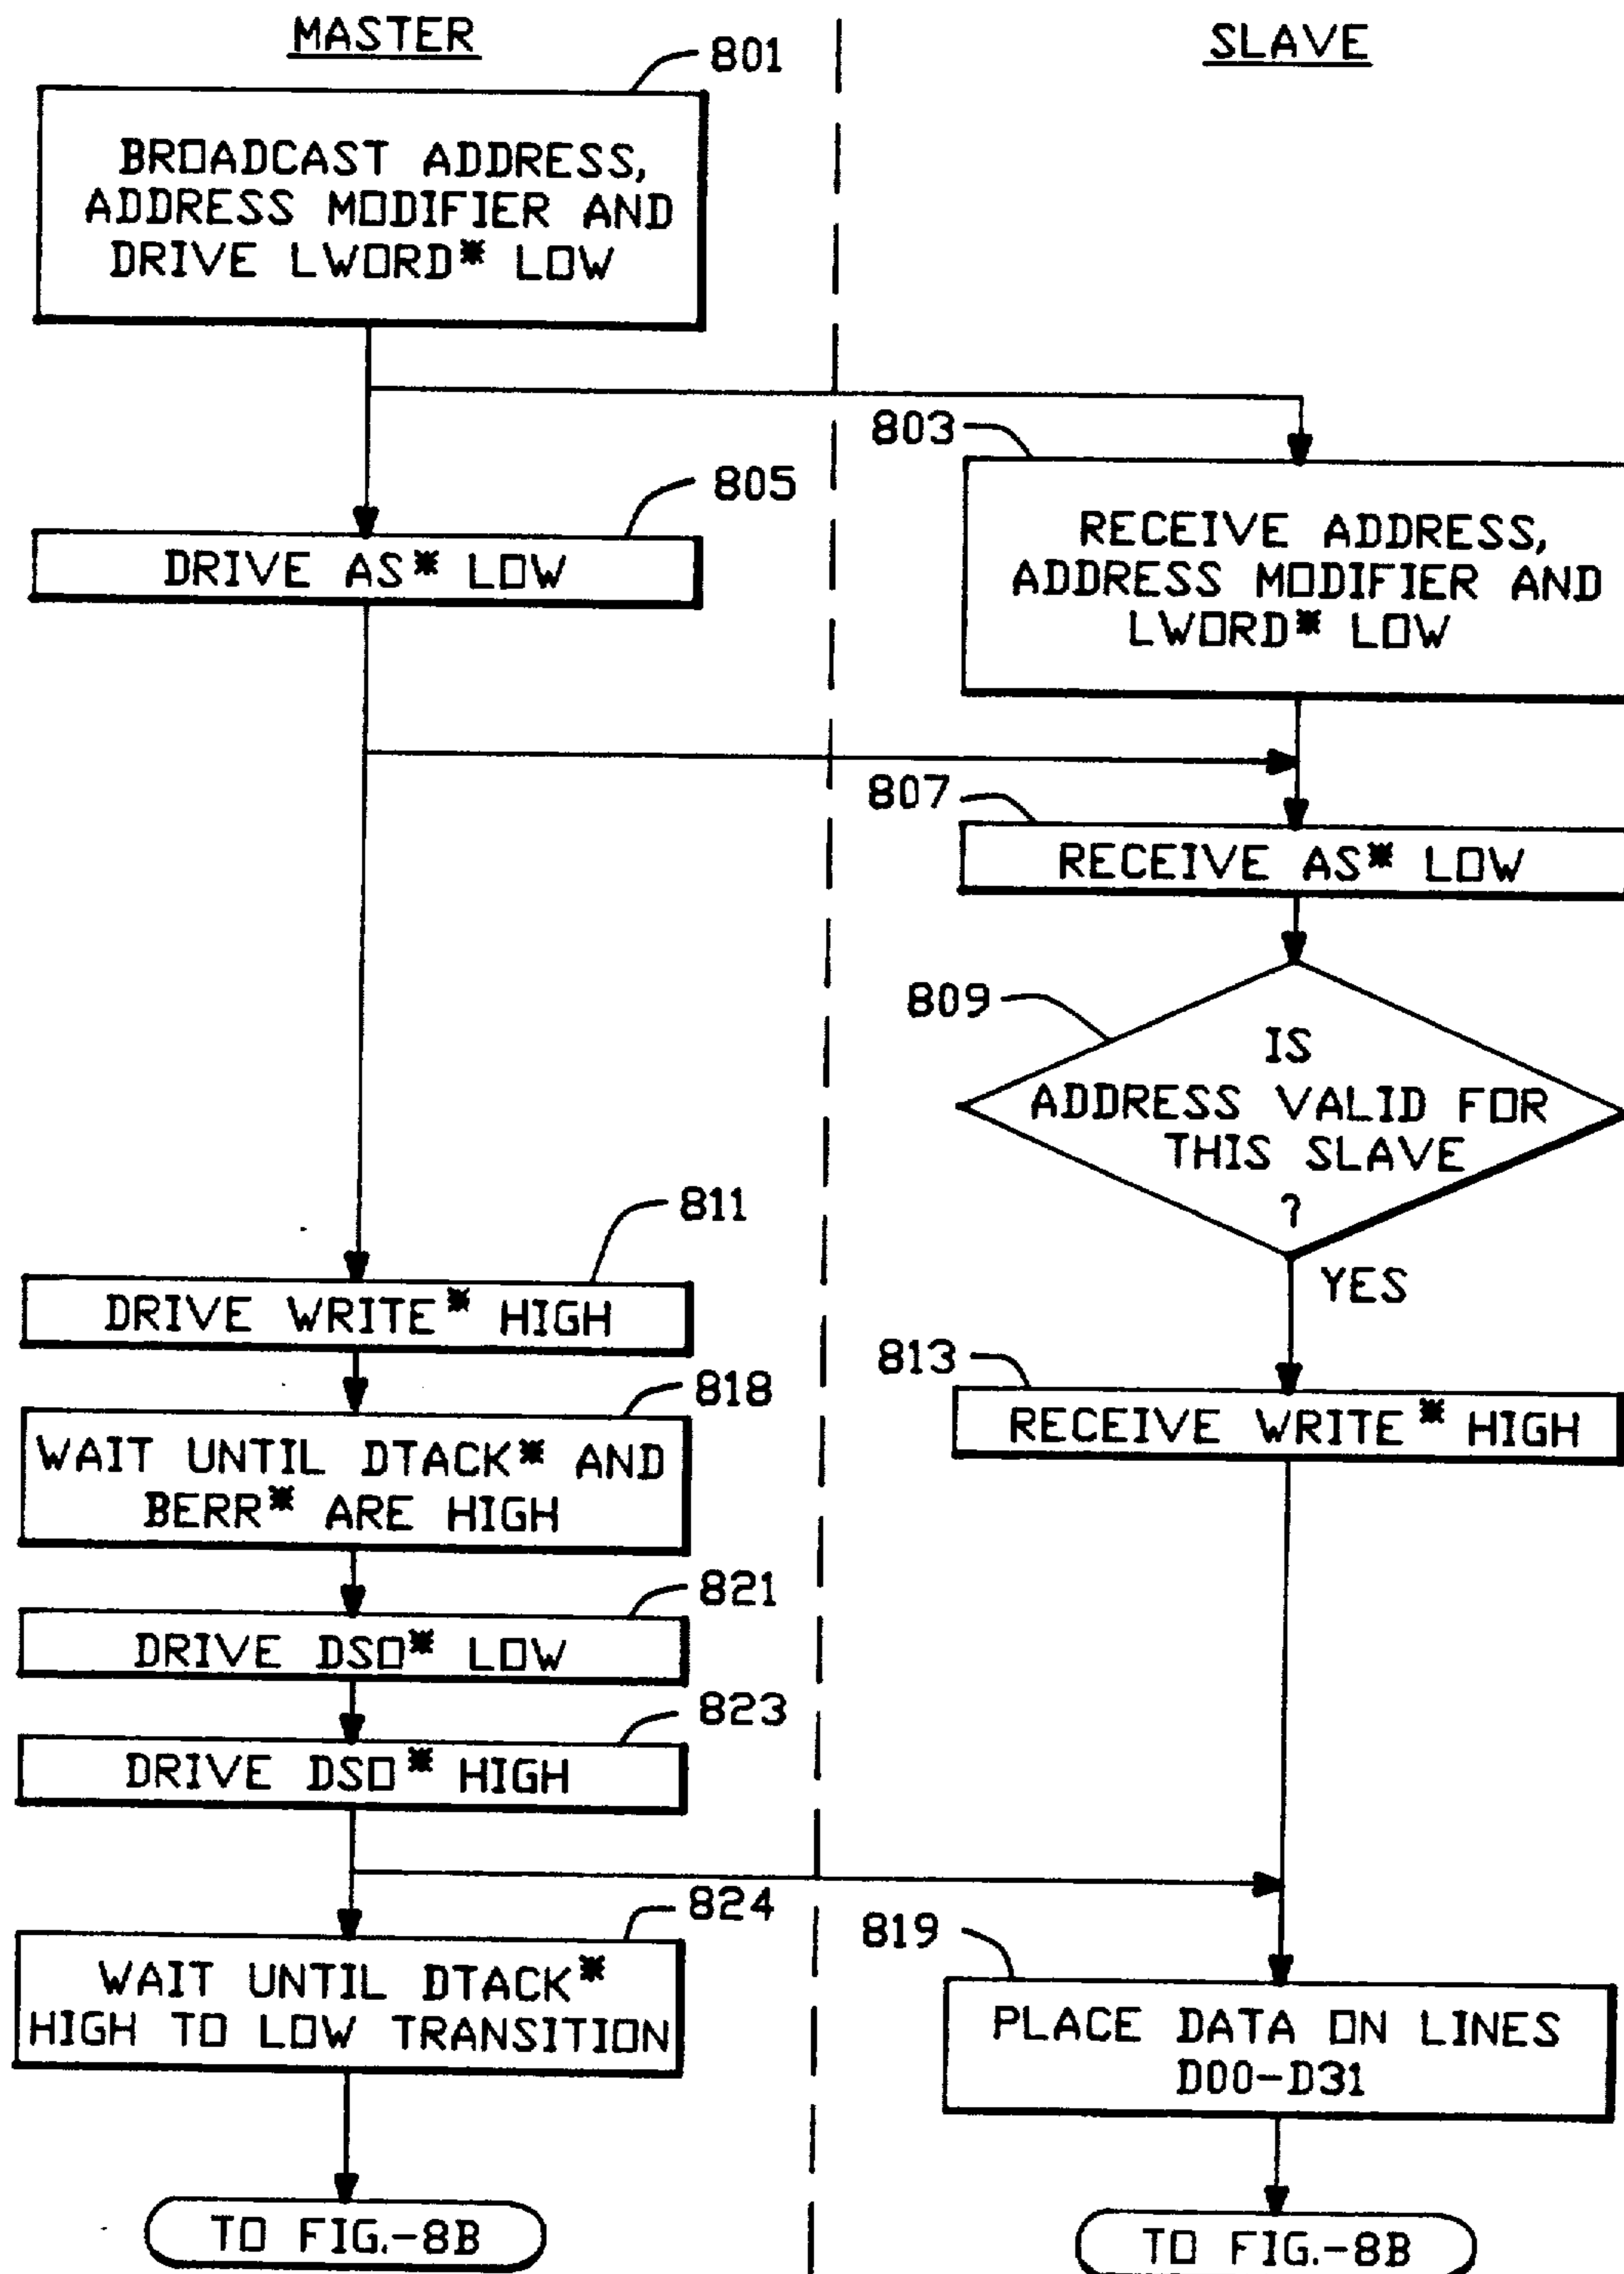 MASTER
801
BROADCAST ADDRESS,
ADDRESS MODIFIER AND
DRIVE LWORD* LOW
805
DRIVE AS* LOW
811
DRIVE WRITE* HIGH
818
WAIT UNTIL DTACK* AND
BERR* ARE HIGH
821
DRIVE DSO* LOW
823
DRIVE DSO* HIGH
824
WAIT UNTIL DTACK*
HIGH TO LOW TRANSITION
TO FIG.-8B
SLAVE
803
RECEIVE ADDRESS,
ADDRESS MODIFIER AND
LWORD* LOW
807
RECEIVE AS* LOW
809
IS
ADDRESS VALID FOR
THIS SLAVE
?
YES
813
RECEIVE WRITE* HIGH
819
PLACE DATA ON LINES
D00-D31
TO FIG.-8B